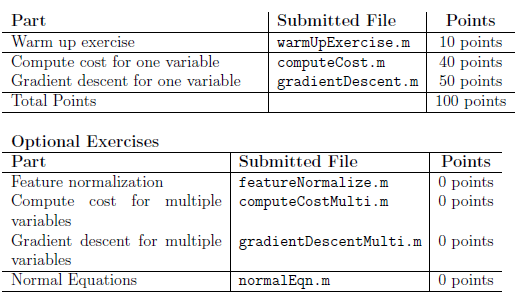 Part Submitted File Points
Warm up exercise warmUpExercise.m 10 points
Compute cost for one variable computeCost.m 40 points
Gradient descent for one variable gradientDescent.m 50 points
Total Points 100 points
Optional Exercises
Part Submitted File Points
Feature normalization featureNormalize.m 0 points
Compute cost for multiple computeCostMulti.m 0 points
variables
Gradient descent for multiple gradientDescentMulti.m 0 points
variables
Normal Equations normalEqn.m 0 points